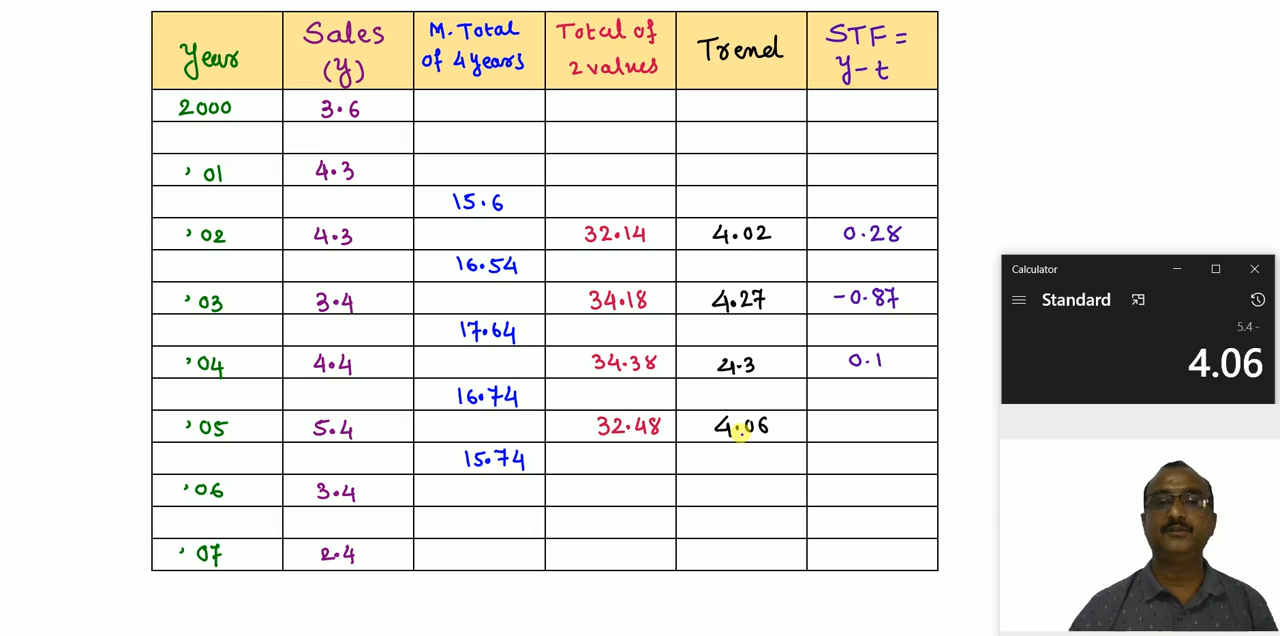 Year
Sales
(y)
M. Total
of 4 years
Total of
2 values
Trend
STF =
y - t
2000 3.6
' 01 4.3
15.6
' 02 4.3 32.14 4.02 0.28
16.54
' 03 3.4 34.18 4.27 -0.87
17.64
' 04 4.4 34.38 4.3 0.1
16.74
' 05 5.4 32.48 4.06
15.74
' 06 3.4
' 07 2.4
Calculator
Standard
5.4 -
4.06